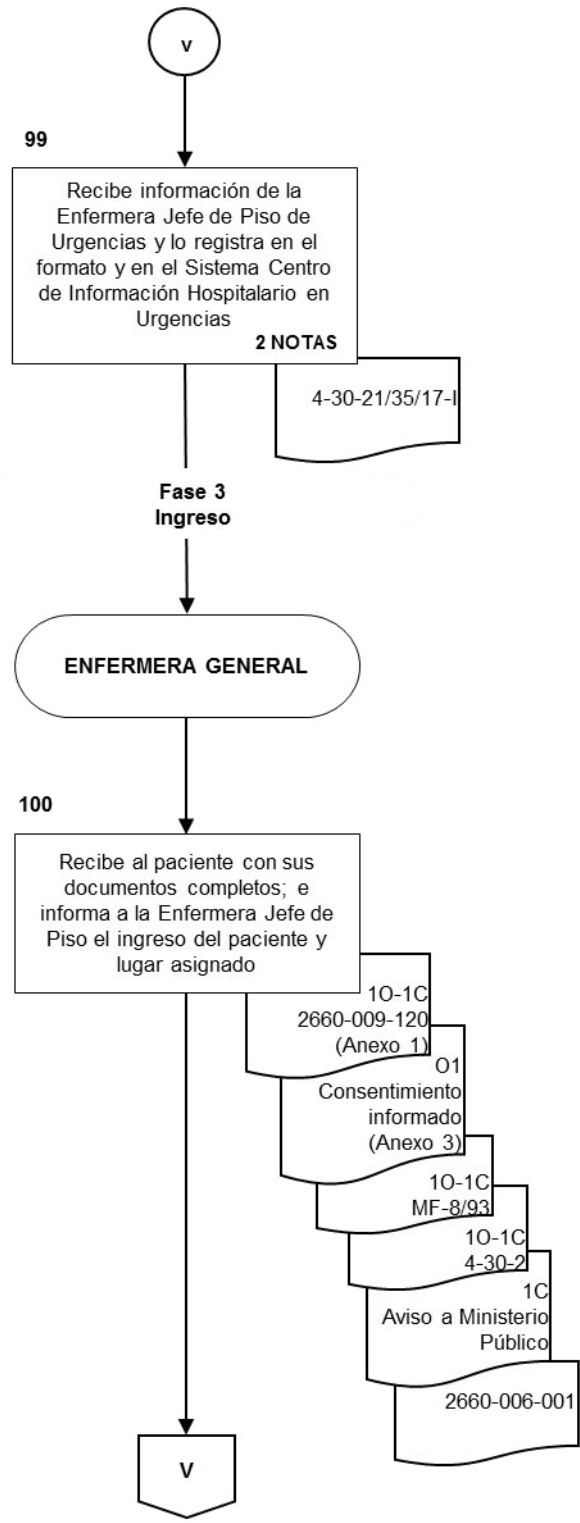 v
99
Recibe información de la
Enfermera Jefe de Piso de
Urgencias y lo registra en el
formato y en el Sistema Centro
de Información Hospitalario en
Urgencias
2 NOTAS
4-30-21/35/17-I
Fase 3
Ingreso
ENFERMERA GENERAL
100
Recibe al paciente con sus
documentos completos; e
informa a la Enfermera Jefe de
Piso el ingreso del paciente y
lugar asignado
1O-1C
2660-009-120
(Anexo 1)
O1
Consentimiento
informado
(Anexo 3)
1O-1C
MF-8/93
1O-1C
4-30-2
1C
Aviso a Ministerio
Público
2660-006-001
V